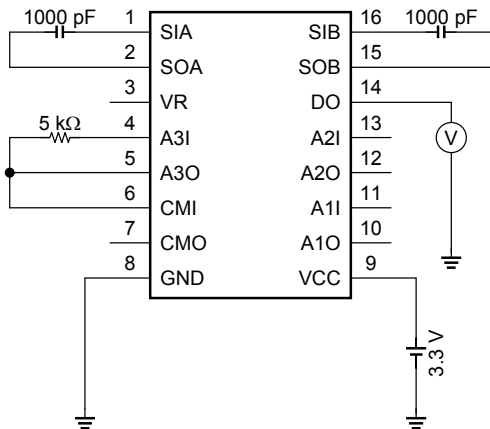 1000 pF
1
SIA
2
SOA
3
VR
5 kΩ
4
A3I
5
A3O
6
CMI
7
CMO
8
GND
16
SIB
1000 pF
15
SOB
14
DO
13
A2I
V
12
A2O
11
A1I
10
A1O
9
VCC
3.3 V